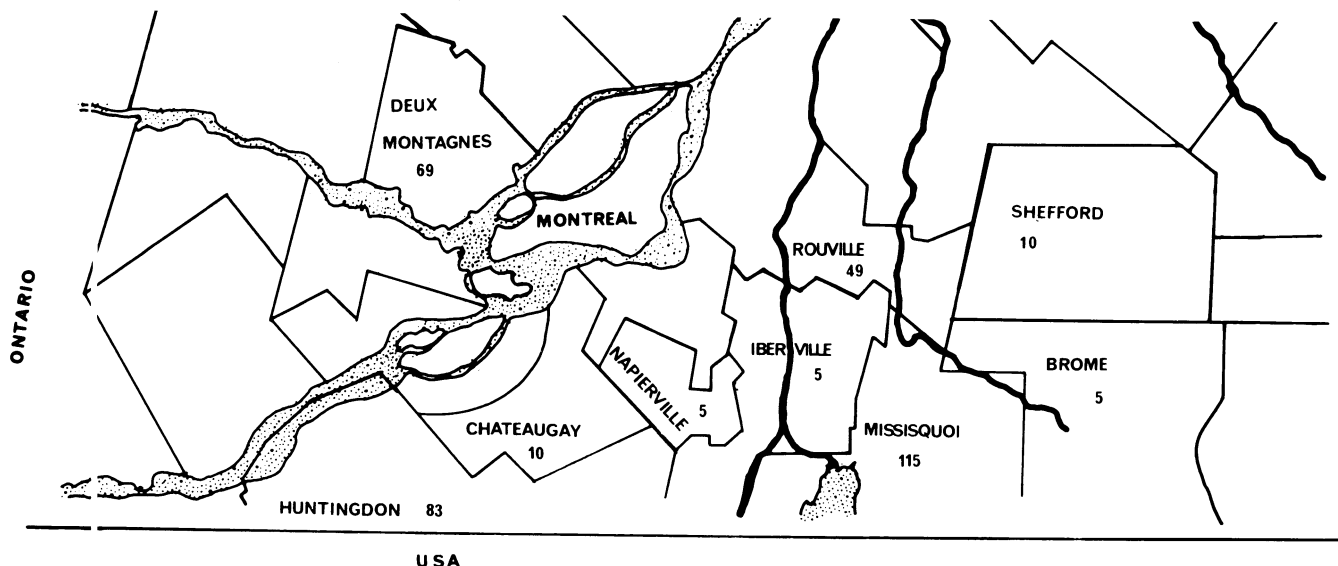 DEUX
MONTAGNES
69
MONTREAL
SHEFFORD
10
ROUVILLE
49
ONTARIO
IBERVILLE
5
BROME
5
NAPIERVILLE
5
CHATEAUGAY
10
MISSISQUOI
115
HUNTINGDON 83
USA